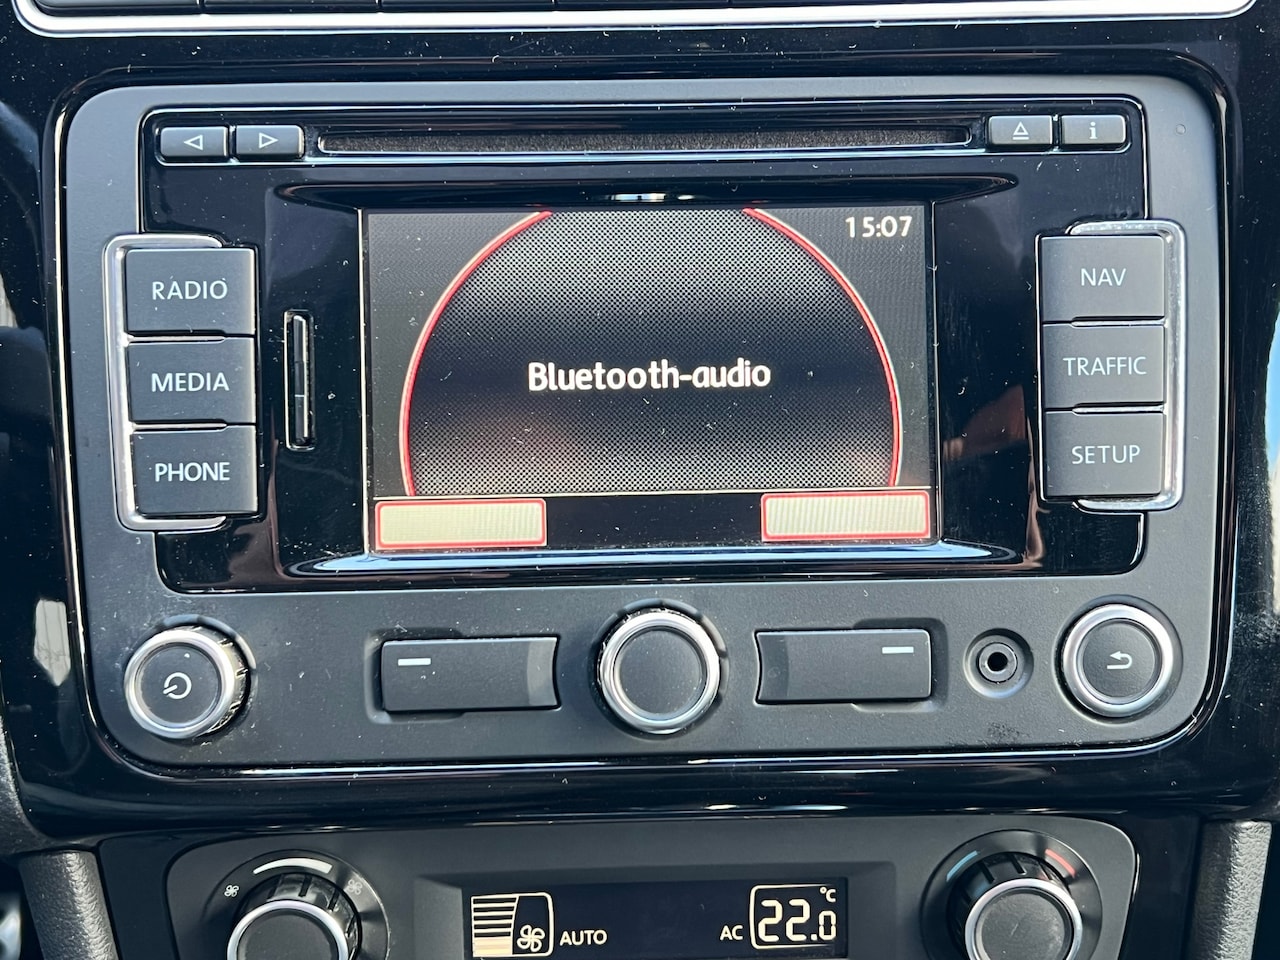 i
15:07
RADIO
NAV
Bluetooth-audio
MEDIA
TRAFFIC
PHONE
SETUP
AUTO
AC 22.0 °C